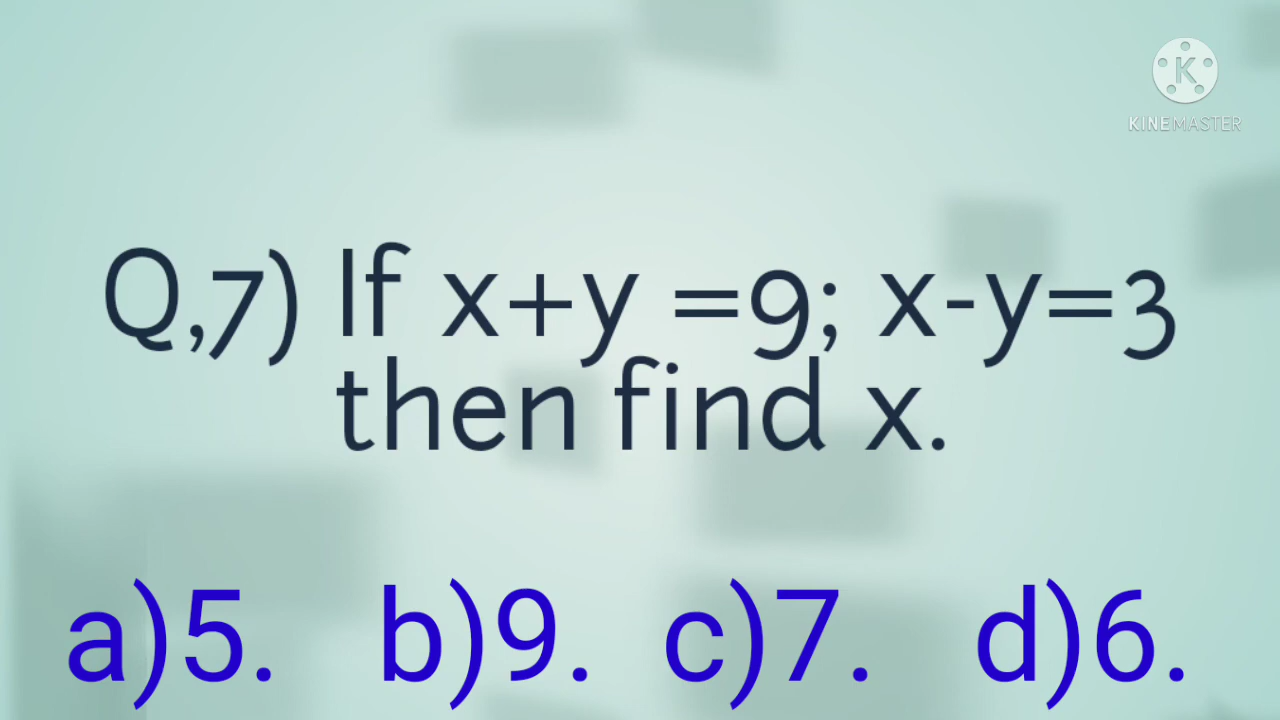 KINEMASTER
Q,7) If x+y =9; x-y=3
then find x.
a)5. b)9. c)7. d)6.